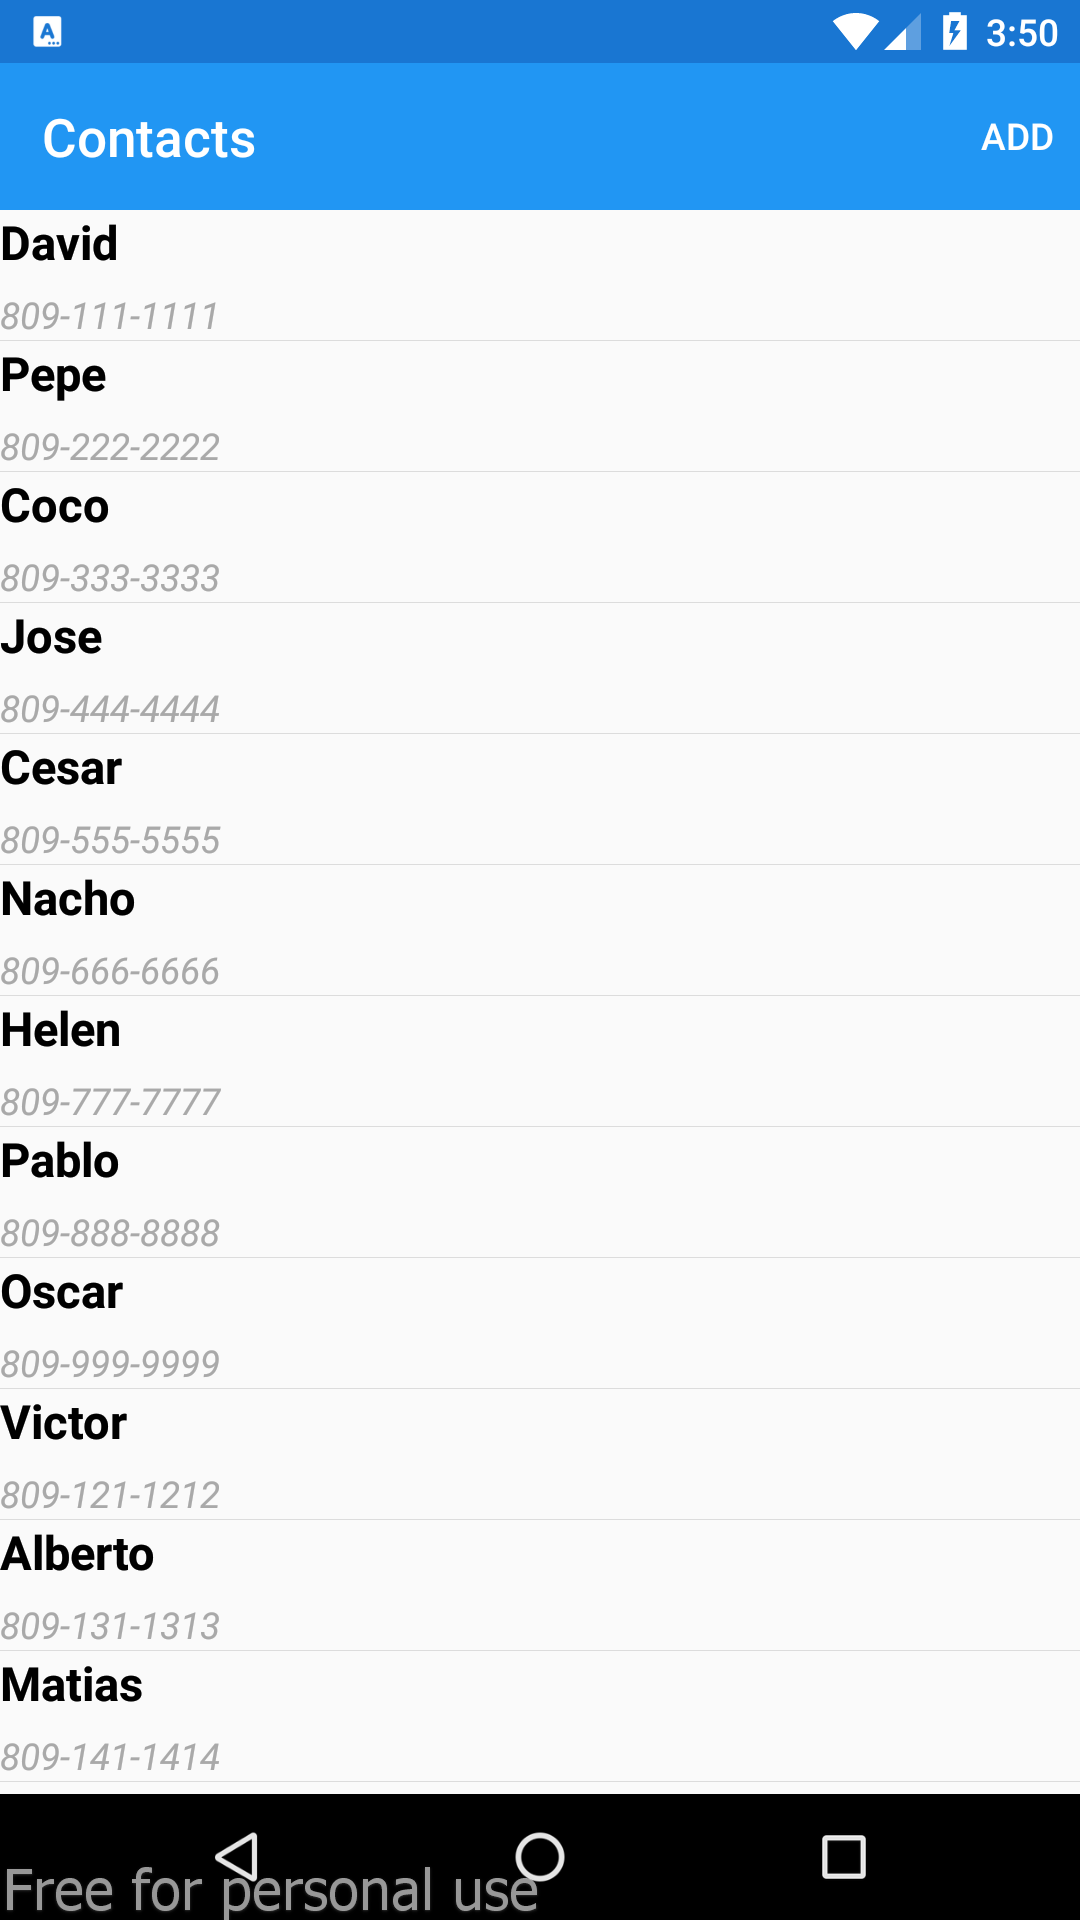 A
3:50
Contacts
ADD
David
809-111-1111
Pepe
809-222-2222
Coco
809-333-3333
Jose
809-444-4444
Cesar
809-555-5555
Nacho
809-666-6666
Helen
809-777-7777
Pablo
809-888-8888
Oscar
809-999-9999
Victor
809-121-1212
Alberto
809-131-1313
Matias
809-141-1414
Free for personal use